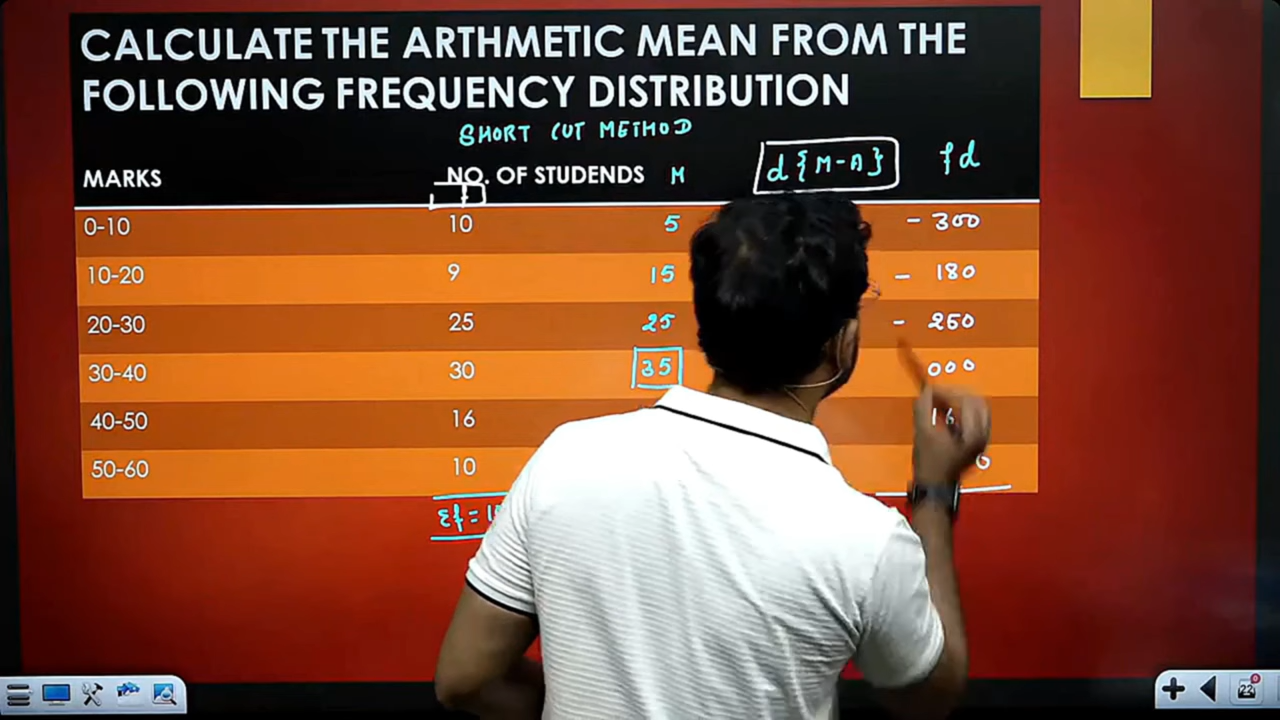 CALCULATE THE ARTHMETIC MEAN FROM THE
FOLLOWING FREQUENCY DISTRIBUTION
SHORT CUT METHOD
MARKS NO. OF STUDENDS M d{M-A} fd
f
0-10 10 5 - 300
10-20 9 15 - 180
20-30 25 25 - 250
30-40 30 35 000
40-50 16
50-60 10
Σf =